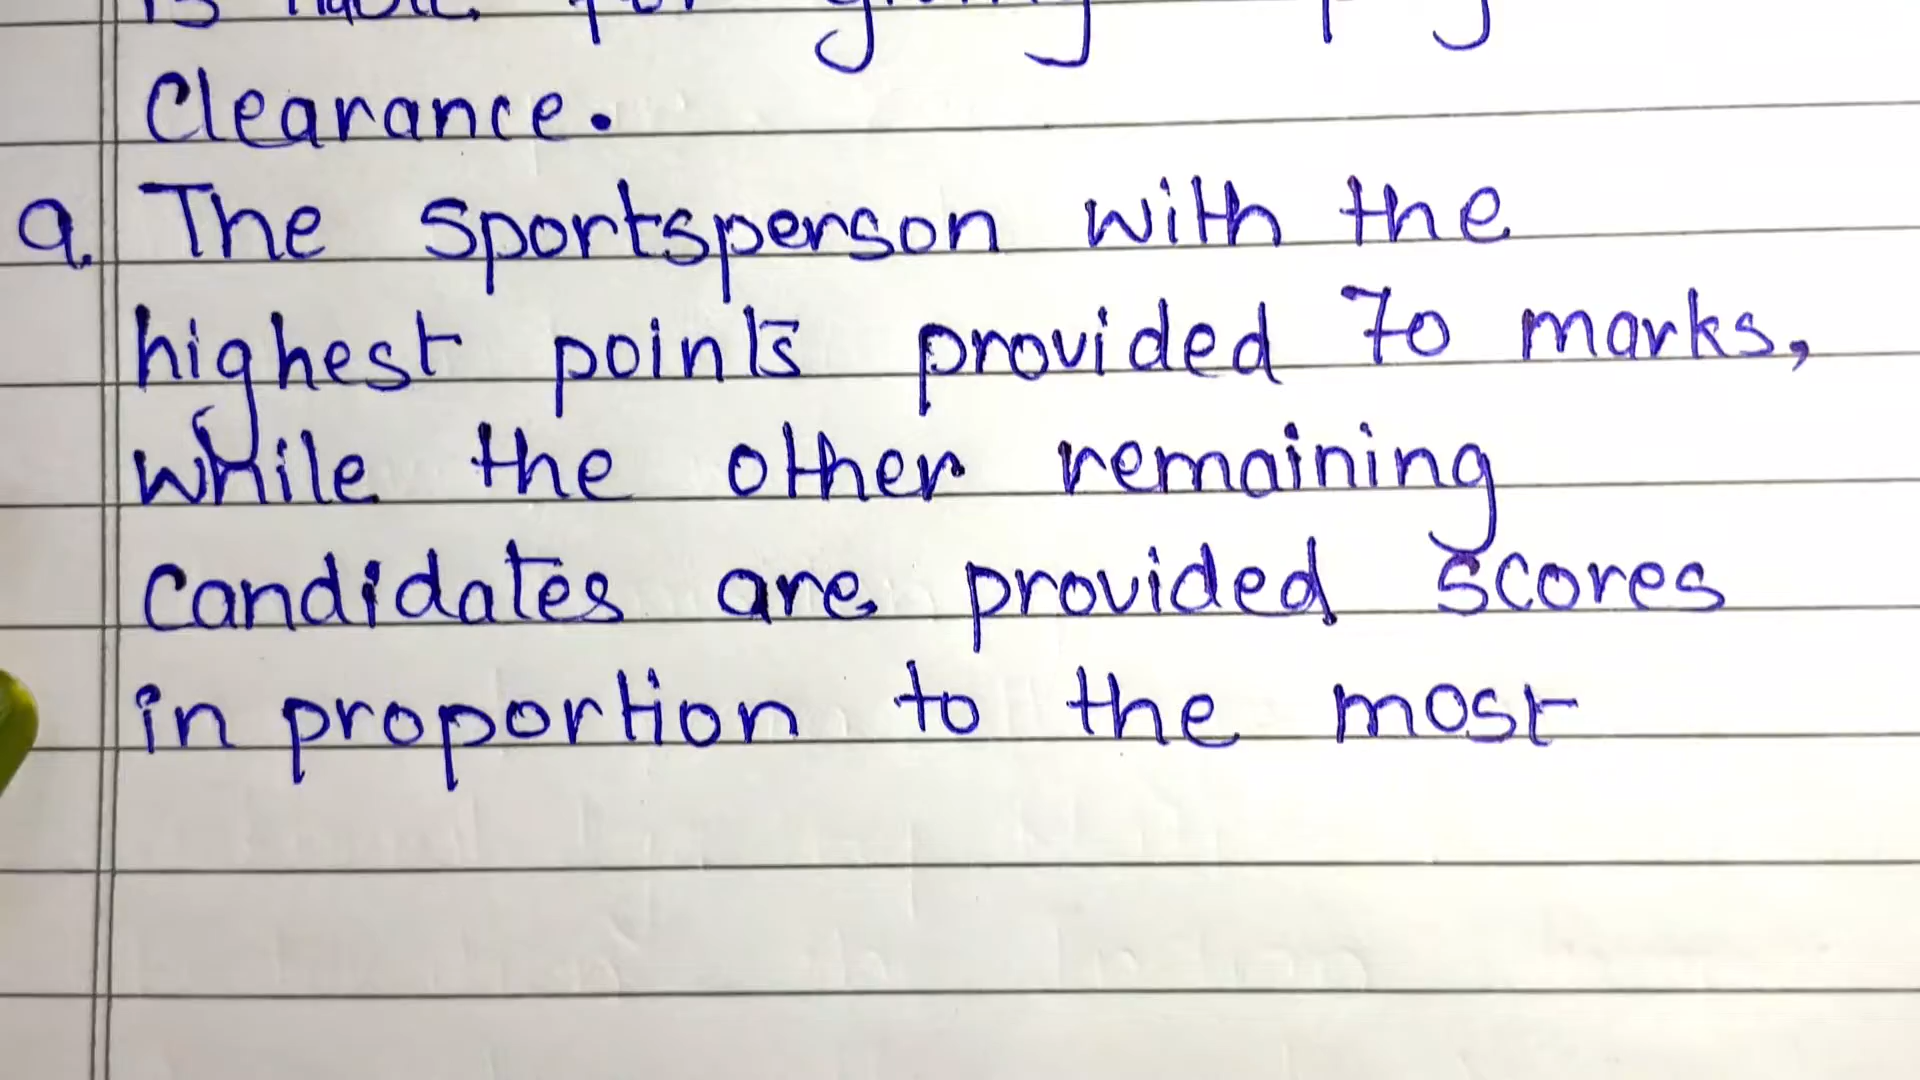 Clearance.
9. The sportsperson with the
highest points provided 70 marks,
while the other remaining
candidates are provided scores
in proportion to the most